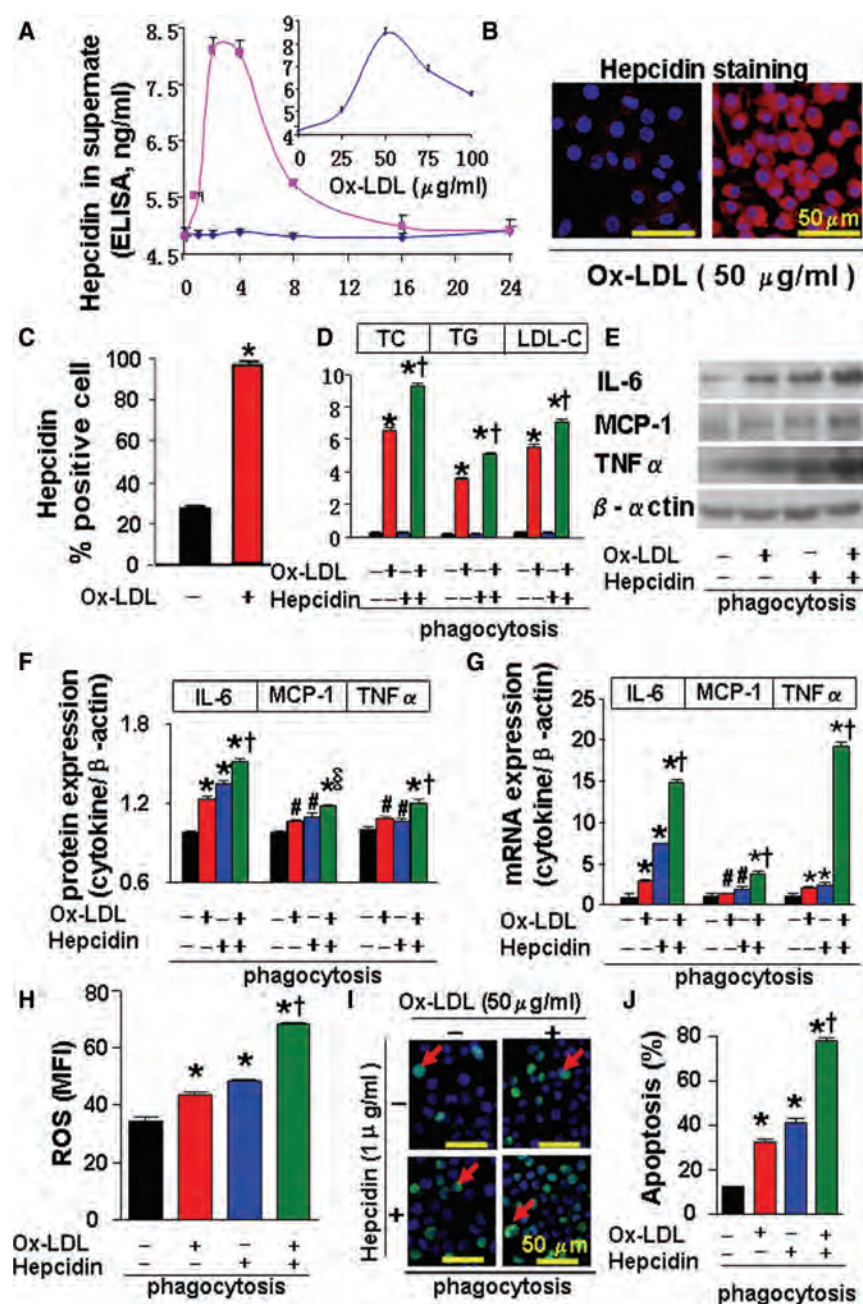 A
Hepcidin in supernate
(ELISA, ng/ml)
8.5
7.5
6.5
5.5
4.5
0 4 8 12 16 20 24
9
8
7
6
5
4
0 25 50 75 100
Ox-LDL (μg/ml)
B
Hepcidin staining
50 μm
Ox-LDL ( 50 μg/ml )
C
Hepcidin
% positive cell
100
80
60
40
20
0
*
Ox-LDL – +
D
TC TG LDL-C
10
8
6
4
2
0
* *† * *† * *†
Ox-LDL – + – + – + – + – + – +
Hepcidin – – + + – – + + – – + +
phagocytosis
E
IL-6
MCP-1
TNFα
β-αctin
Ox-LDL – + – +
Hepcidin – – + +
phagocytosis
F
protein expression
(cytokine/β-actin)
IL-6 MCP-1 TNFα
1.8
1.2
0.6
* * *† # # *§ # # *†
Ox-LDL – + – + – + – + – + – +
Hepcidin – – + + – – + + – – + +
phagocytosis
G
mRNA expression
(cytokine/β-actin)
25
20
15
10
5
0
IL-6 MCP-1 TNFα
* * *† # # *† * * *†
Ox-LDL – + – + – + – + – + – +
Hepcidin – – + + – – + + – – + +
phagocytosis
H
ROS (MFI)
80
60
40
20
0
* * *†
Ox-LDL – + – +
Hepcidin – – + +
phagocytosis
I
Ox-LDL (50μg/ml)
– +
Hepcidin (1 μg/ml)
–
+
50 μm
phagocytosis
J
Apoptosis (%)
80
60
40
20
0
* * *†
Ox-LDL – + – +
Hepcidin – – + +
phagocytosis